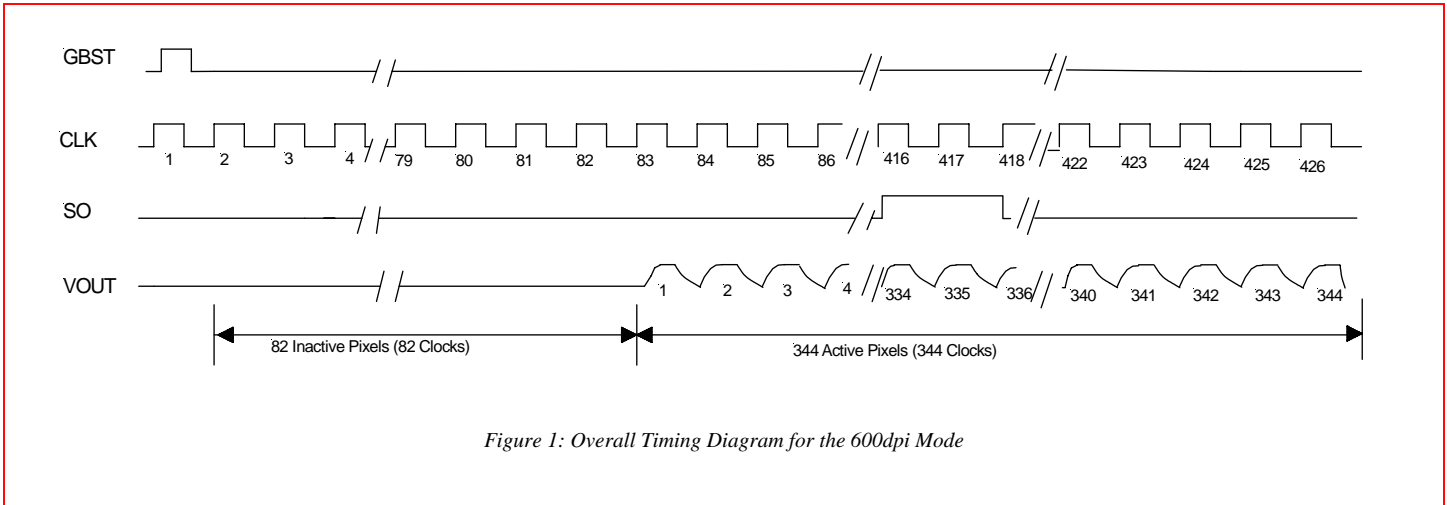 GBST
CLK
1 2 3 4 79 80 81 82 83 84 85 86 416 417 418 422 423 424 425 426
SO
VOUT
1 2 3 4 334 335 336 340 341 342 343 344
82 Inactive Pixels (82 Clocks)
344 Active Pixels (344 Clocks)
Figure 1: Overall Timing Diagram for the 600dpi Mode